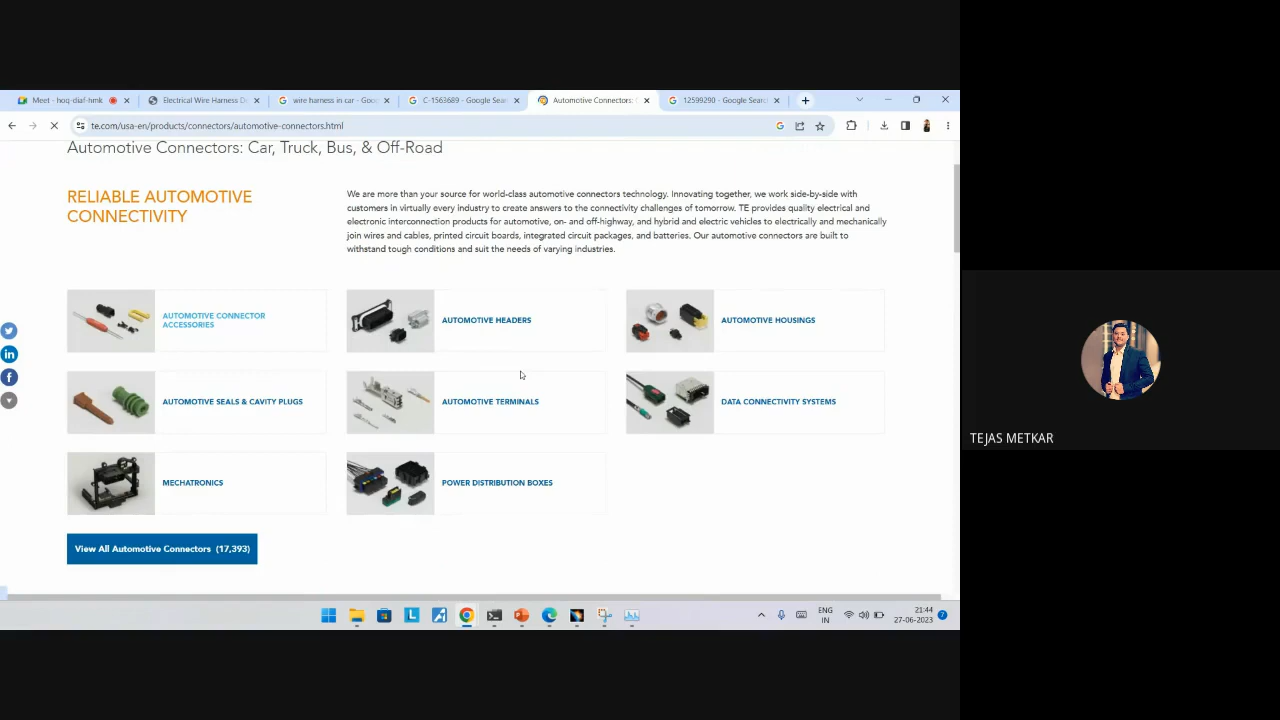 Meet - hoq-diaf-hmk
Electrical Wire Harness D
wire harness in car - Goo
C-1563689 - Google Sear
Automotive Connectors: C
12599290 - Google Searc
te.com/usa-en/products/connectors/automotive-connectors.html
Automotive Connectors: Car, Truck, Bus, & Off-Road
RELIABLE AUTOMOTIVE
CONNECTIVITY
We are more than your source for world-class automotive connectors technology. Innovating together, we work side-by-side with
customers in virtually every industry to create answers to the connectivity challenges of tomorrow. TE provides quality electrical and
electronic interconnection products for automotive, on- and off-highway, and hybrid and electric vehicles to electrically and mechanically
join wires and cables, printed circuit boards, integrated circuit packages, and batteries. Our automotive connectors are built to
withstand tough conditions and suit the needs of varying industries.
AUTOMOTIVE CONNECTOR
ACCESSORIES
AUTOMOTIVE HEADERS
AUTOMOTIVE HOUSINGS
AUTOMOTIVE SEALS & CAVITY PLUGS
AUTOMOTIVE TERMINALS
DATA CONNECTIVITY SYSTEMS
MECHATRONICS
POWER DISTRIBUTION BOXES
View All Automotive Connectors (17,393)
ENG
IN
21:44
27-06-2023
7
TEJAS METKAR